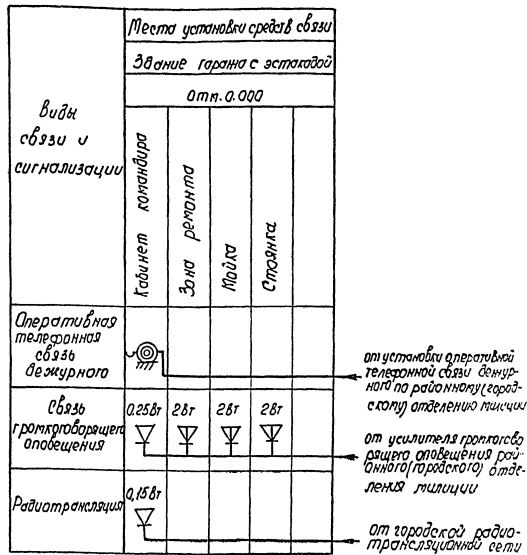 Места установки средств связи
Здание гаража с эстакадой
отм. 0.000
Виды
связи и
сигнализации
Кабинет командира
Зона ремонта
Мойка
Стоянка
Оперативная
телефонная
связь
дежурного
от установки оперативной
телефонной связи дежур-
ного по районному (город-
скому) отделению милиции
Связь
громкоговорящего
оповещения
0.25Вт
2Вт
2Вт
2Вт
от усилителя громкогово
рящего оповещения рай-
онного (городского) отде
ления милиции
Радиотрансляция
0,15Вт
от городской радио-
трансляционной сети